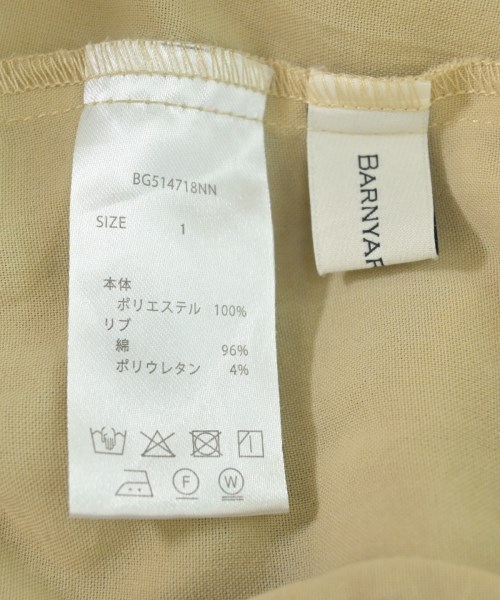 BG514718NN
SIZE 1
本体
ポリエステル 100%
リブ
綿 96%
ポリウレタン 4%
F W